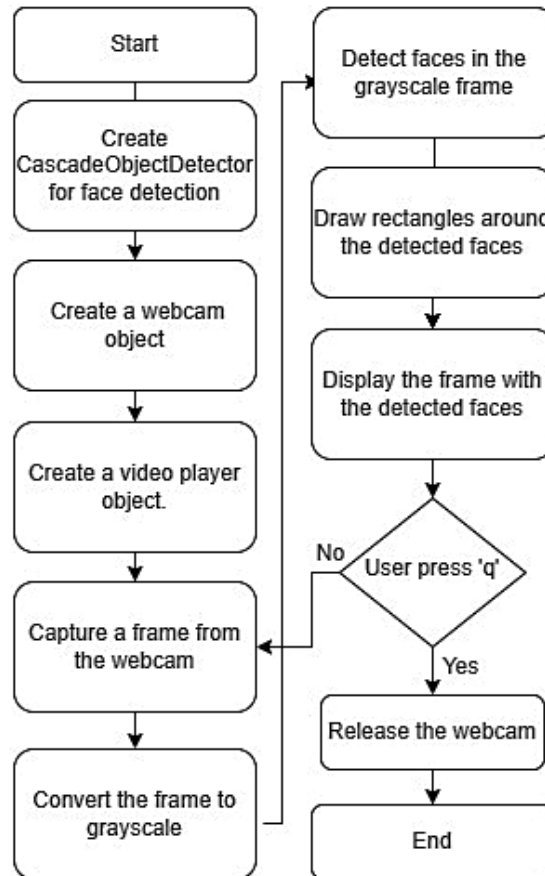 Start
Create
CascadeObjectDetector
for face detection
Create a webcam
object
Create a video player
object.
Capture a frame from
the webcam
Convert the frame to
grayscale
Detect faces in the
grayscale frame
Draw rectangles around
the detected faces
Display the frame with
the detected faces
User press 'q'
No
Yes
Release the webcam
End